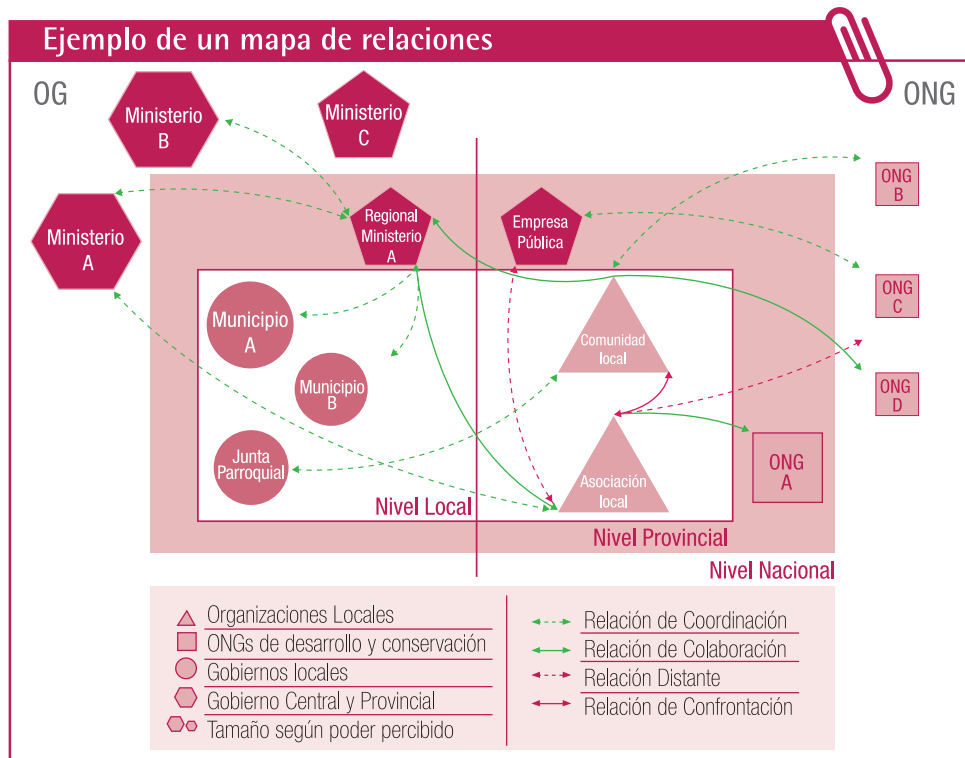 Ejemplo de un mapa de relaciones
OG
ONG
Ministerio
B
Ministerio
C
Ministerio
A
Regional
Ministerio
A
Empresa
Pública
ONG
B
ONG
C
ONG
D
Municipio
A
Municipio
B
Junta
Parroquial
Comunidad
local
Asociación
local
ONG
A
Nivel Local
Nivel Provincial
Nivel Nacional
Organizaciones Locales
ONGs de desarrollo y conservación
Gobiernos locales
Gobierno Central y Provincial
Tamaño según poder percibido
Relación de Coordinación
Relación de Colaboración
Relación Distante
Relación de Confrontación